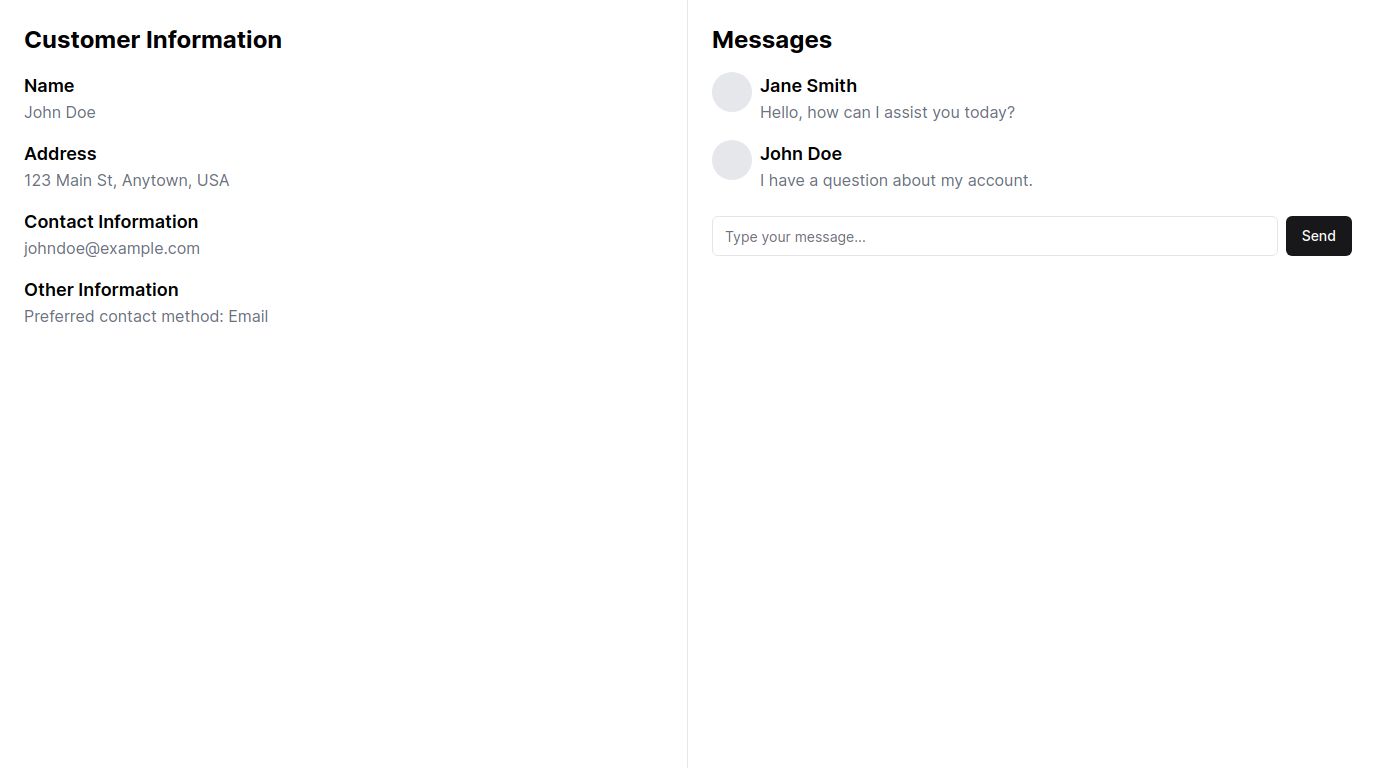 Customer Information
Name
John Doe
Address
123 Main St, Anytown, USA
Contact Information
johndoe@example.com
Other Information
Preferred contact method: Email
Messages
Jane Smith
Hello, how can I assist you today?
John Doe
I have a question about my account.
Type your message...
Send